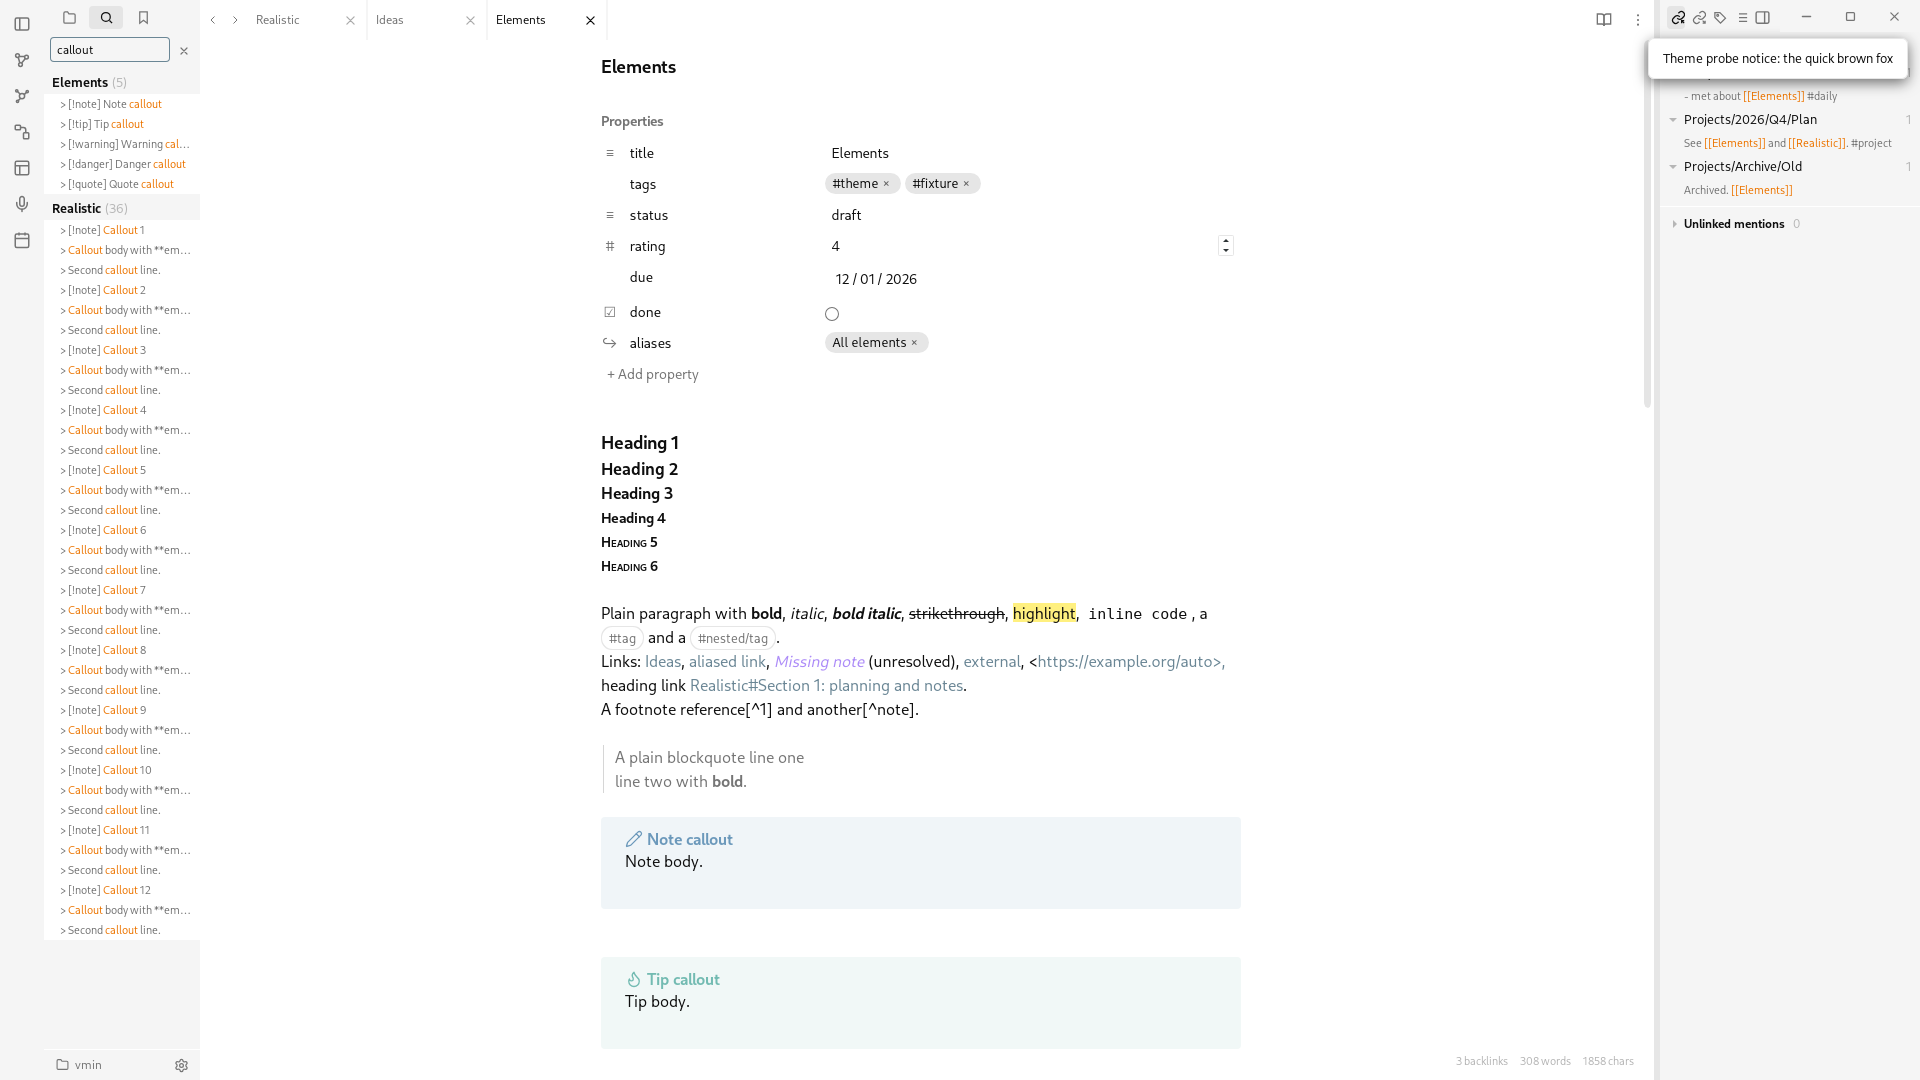 Realistic
Ideas
Elements
callout
Elements (5)
> [!note] Note callout
> [!tip] Tip callout
> [!warning] Warning cal...
> [!danger] Danger callout
> [!quote] Quote callout
Realistic (36)
> [!note] Callout 1
> Callout body with **em...
> Second callout line.
> [!note] Callout 2
> Callout body with **em...
> Second callout line.
> [!note] Callout 3
> Callout body with **em...
> Second callout line.
> [!note] Callout 4
> Callout body with **em...
> Second callout line.
> [!note] Callout 5
> Callout body with **em...
> Second callout line.
> [!note] Callout 6
> Callout body with **em...
> Second callout line.
> [!note] Callout 7
> Callout body with **em...
> Second callout line.
> [!note] Callout 8
> Callout body with **em...
> Second callout line.
> [!note] Callout 9
> Callout body with **em...
> Second callout line.
> [!note] Callout 10
> Callout body with **em...
> Second callout line.
> [!note] Callout 11
> Callout body with **em...
> Second callout line.
> [!note] Callout 12
> Callout body with **em...
> Second callout line.
vmin
Elements
Properties
title Elements
tags #theme × #fixture ×
status draft
# rating 4
due 12 / 01 / 2026
done
aliases All elements ×
+ Add property
Heading 1
Heading 2
Heading 3
Heading 4
Heading 5
Heading 6
Plain paragraph with bold, italic, bold italic, strikethrough, highlight, inline code , a
#tag and a #nested/tag .
Links: Ideas, aliased link, Missing note (unresolved), external, <https://example.org/auto>,
heading link Realistic#Section 1: planning and notes.
A footnote reference[^1] and another[^note].
A plain blockquote line one
line two with bold.
Note callout
Note body.
Tip callout
Tip body.
3 backlinks 308 words 1858 chars
Theme probe notice: the quick brown fox
- met about [[Elements]] #daily
Projects/2026/Q4/Plan 1
See [[Elements]] and [[Realistic]]. #project
Projects/Archive/Old 1
Archived. [[Elements]]
Unlinked mentions 0